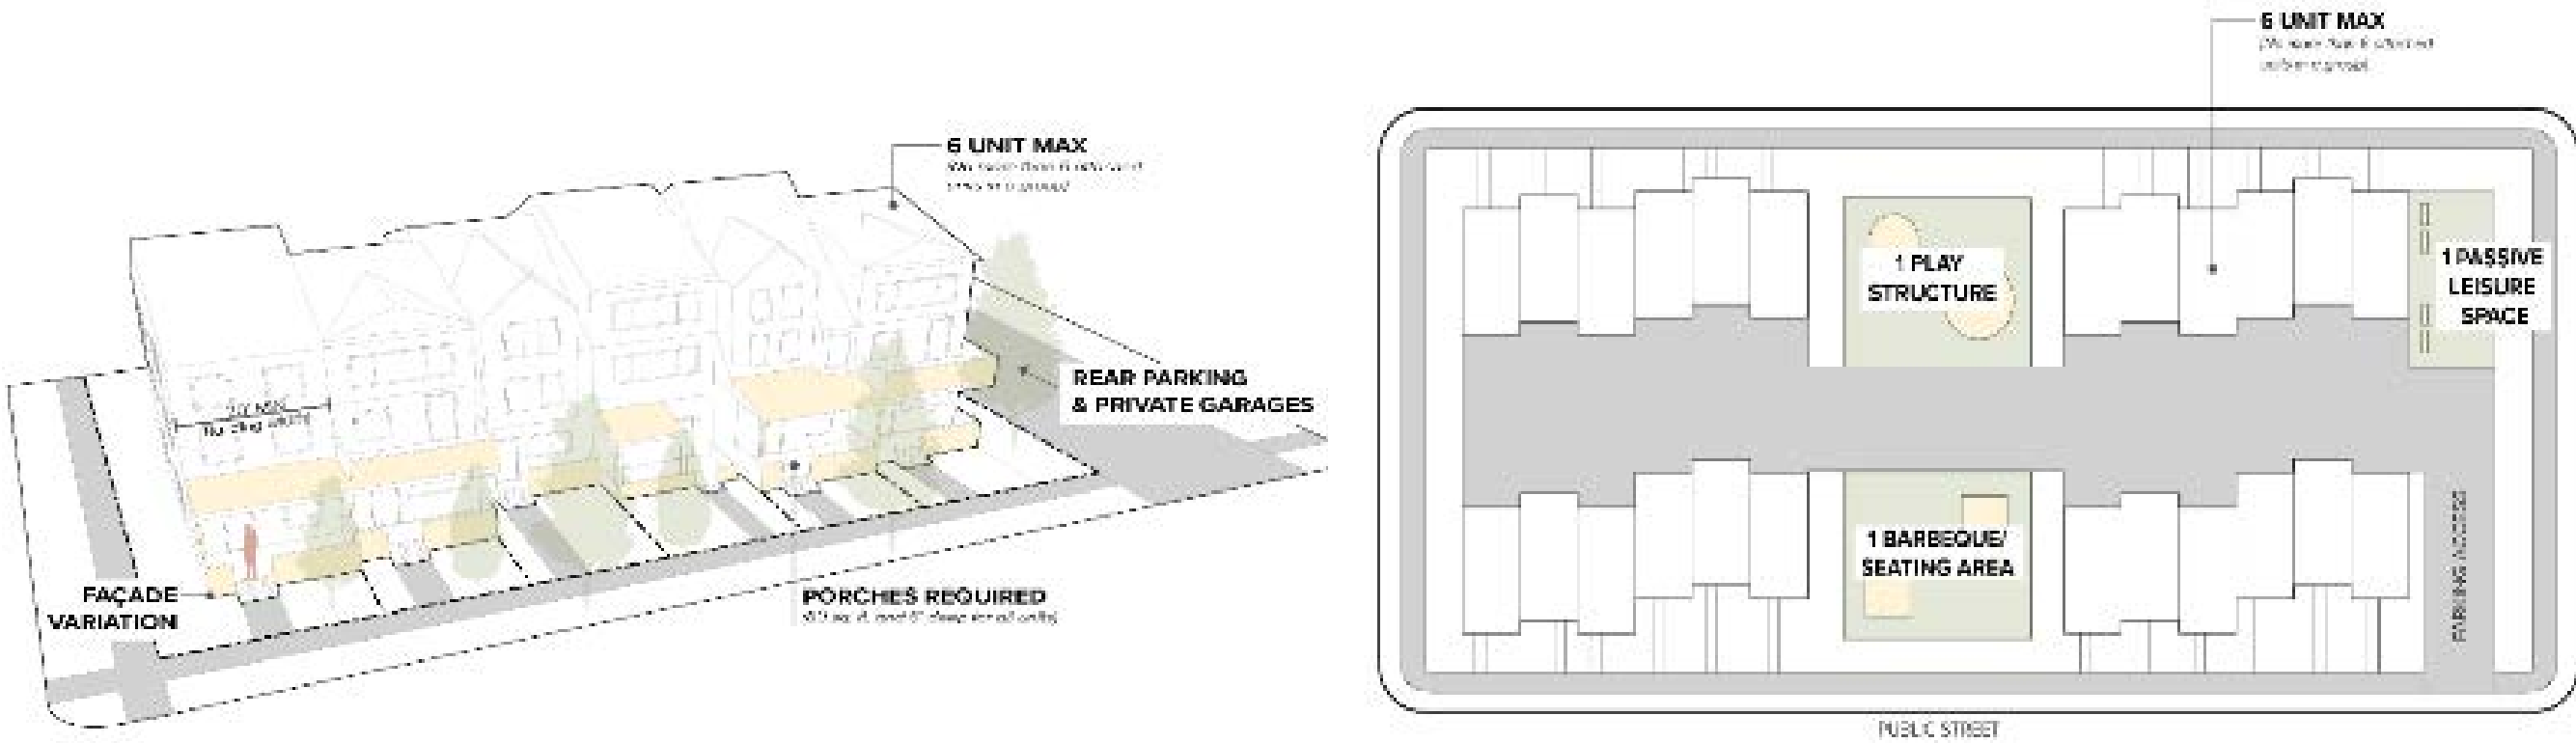 6 UNIT MAX
REAR PARKING
& PRIVATE GARAGES
FAÇADE
VARIATION
PORCHES REQUIRED
6 UNIT MAX
1 PLAY
STRUCTURE
1 PASSIVE
LEISURE
SPACE
1 BARBEQUE/
SEATING AREA
PARKING ACCESS
PUBLIC STREET